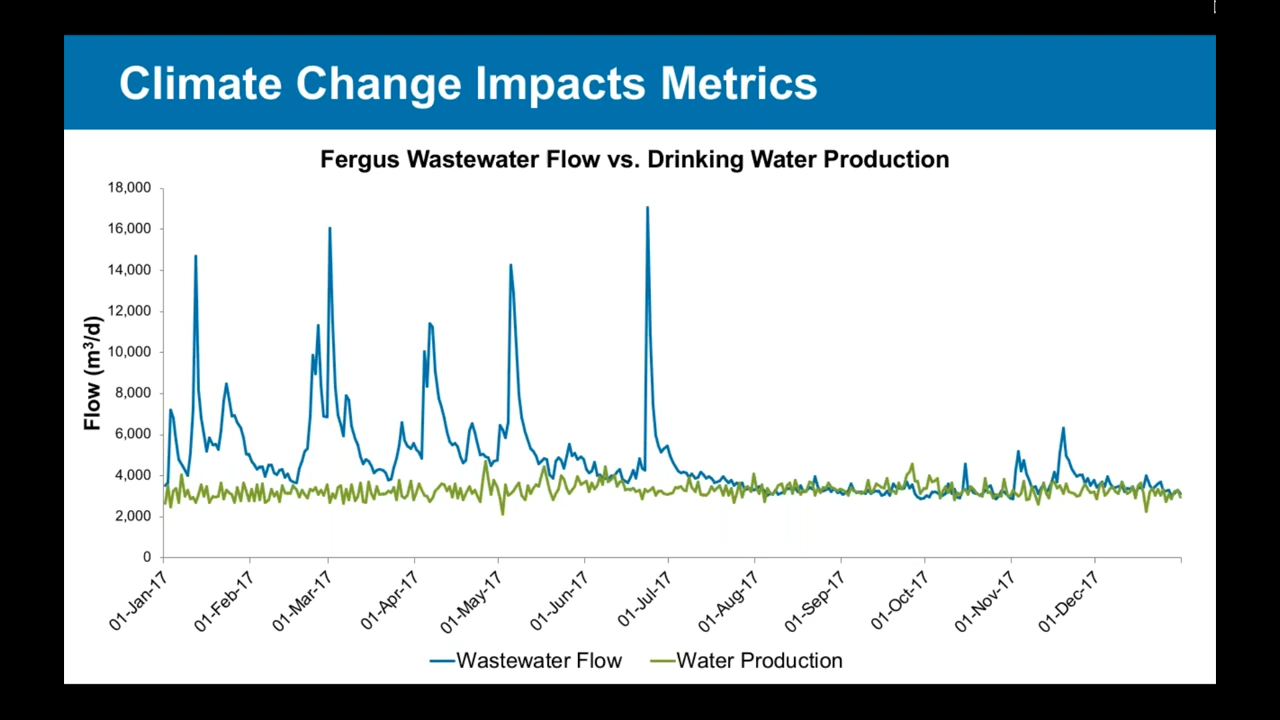 Climate Change Impacts Metrics
Fergus Wastewater Flow vs. Drinking Water Production
18,000
16,000
14,000
12,000
10,000
8,000
6,000
4,000
2,000
0
Flow (m³/d)
01-Jan-17
01-Feb-17
01-Mar-17
01-Apr-17
01-May-17
01-Jun-17
01-Jul-17
01-Aug-17
01-Sep-17
01-Oct-17
01-Nov-17
01-Dec-17
Wastewater Flow
Water Production